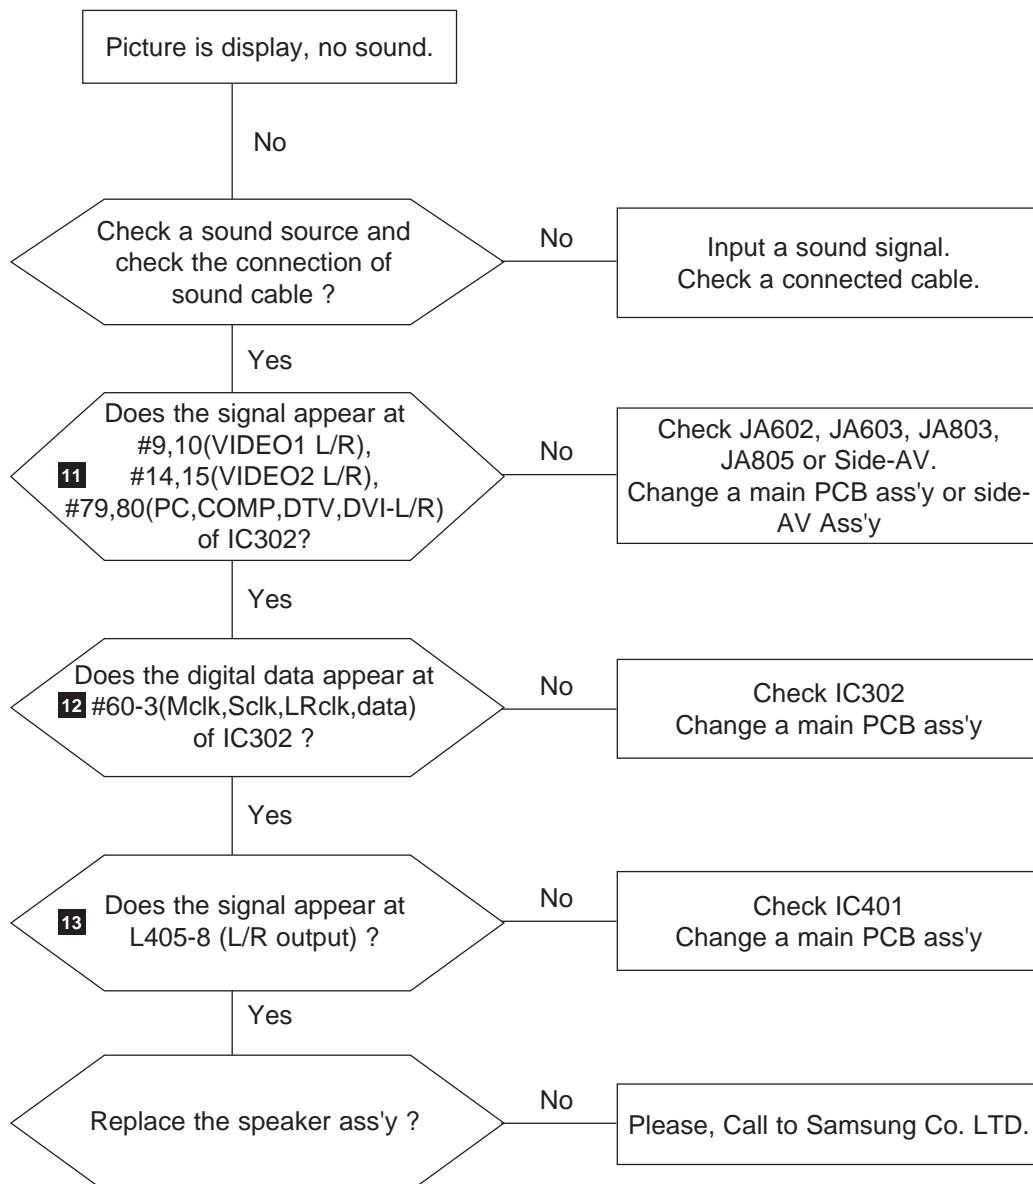 Picture is display, no sound.
No
Check a sound source and
check the connection of
sound cable ?
No
Input a sound signal.
Check a connected cable.
Yes
Does the signal appear at
#9,10(VIDEO1 L/R),
11
#14,15(VIDEO2 L/R),
#79,80(PC,COMP,DTV,DVI-L/R)
of IC302?
No
Check JA602, JA603, JA803,
JA805 or Side-AV.
Change a main PCB ass'y or side-
AV Ass'y
Yes
Does the digital data appear at
12 #60-3(Mclk,Sclk,LRclk,data)
of IC302 ?
No
Check IC302
Change a main PCB ass'y
Yes
13
Does the signal appear at
L405-8 (L/R output) ?
No
Check IC401
Change a main PCB ass'y
Yes
Replace the speaker ass'y ?
No
Please, Call to Samsung Co. LTD.